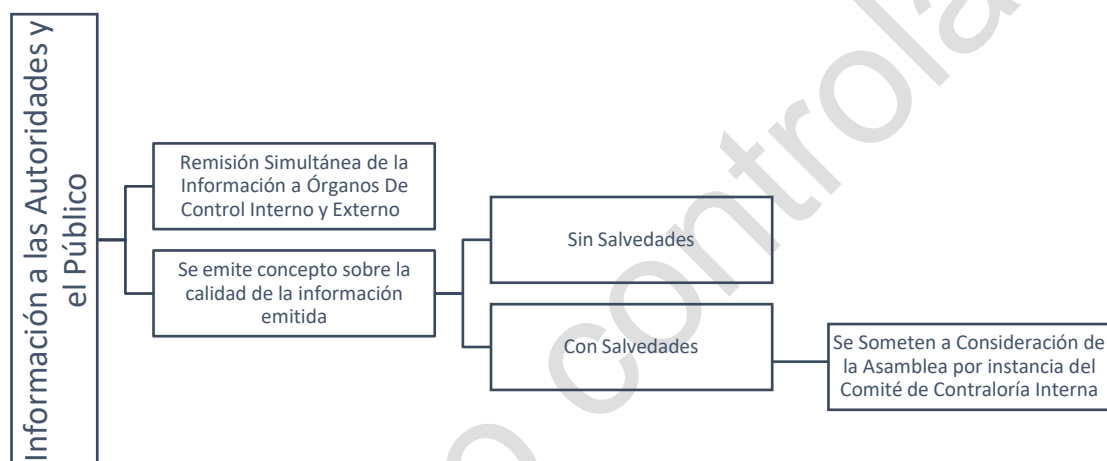 Información a las Autoridades y
el Público
Remisión Simultánea de la
Información a Órganos De
Control Interno y Externo
Se emite concepto sobre la
calidad de la información
emitida
Sin Salvedades
Con Salvedades
Se Someten a Consideración de
la Asamblea por instancia del
Comité de Contraloría Interna